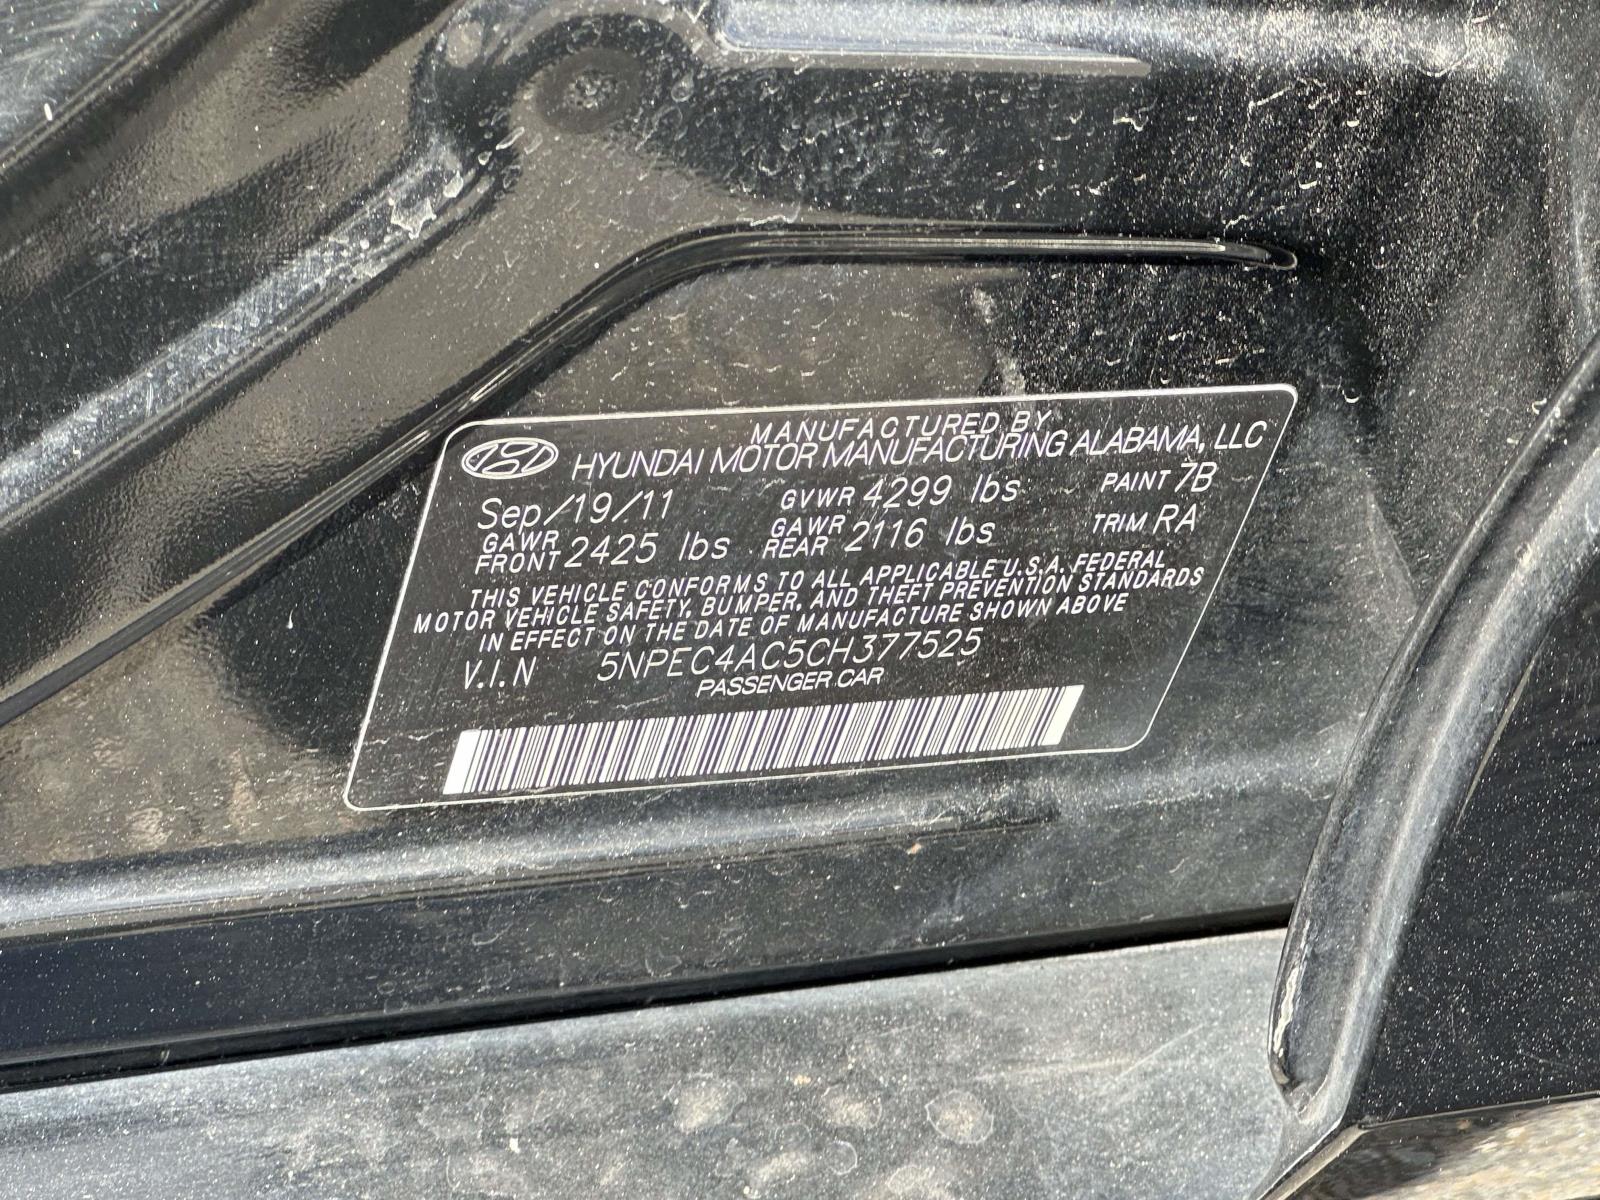 MANUFACTURED BY
HYUNDAI MOTOR MANUFACTURING ALABAMA, LLC
Sep/19/11 GVWR 4299 lbs PAINT 7B
GAWR FRONT 2425 lbs GAWR REAR 2116 lbs TRIM RA
THIS VEHICLE CONFORMS TO ALL APPLICABLE U.S.A. FEDERAL
MOTOR VEHICLE SAFETY, BUMPER, AND THEFT PREVENTION STANDARDS
IN EFFECT ON THE DATE OF MANUFACTURE SHOWN ABOVE
V.I.N 5NPEC4AC5CH377525
PASSENGER CAR